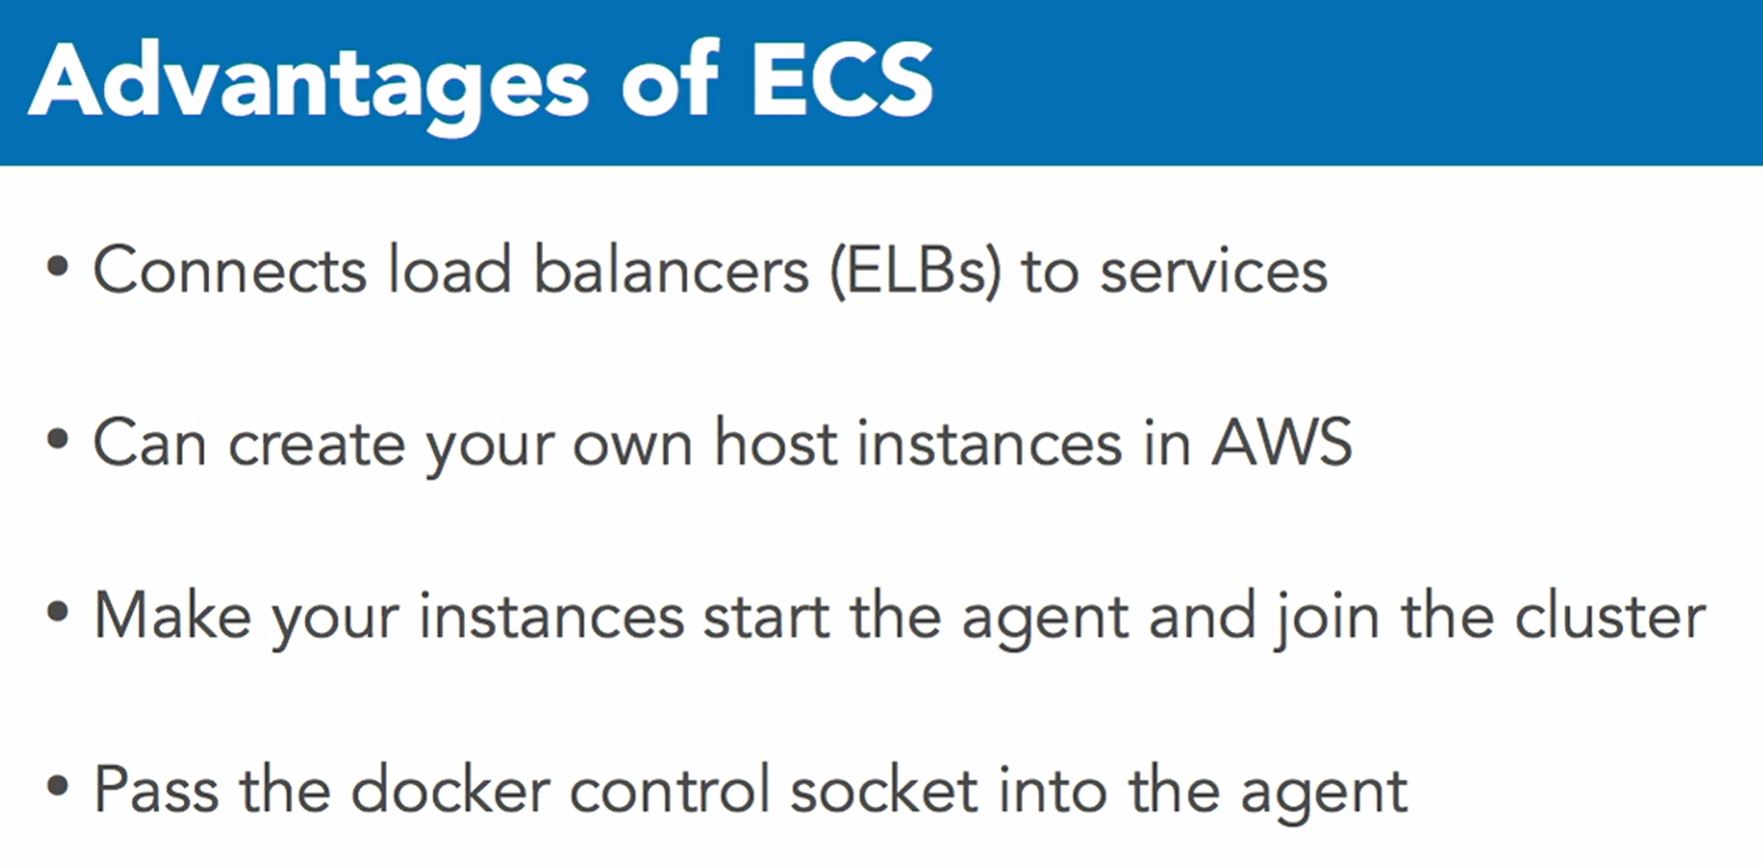 Advantages of ECS
• Connects load balancers (ELBs) to services
• Can create your own host instances in AWS
• Make your instances start the agent and join the cluster
• Pass the docker control socket into the agent